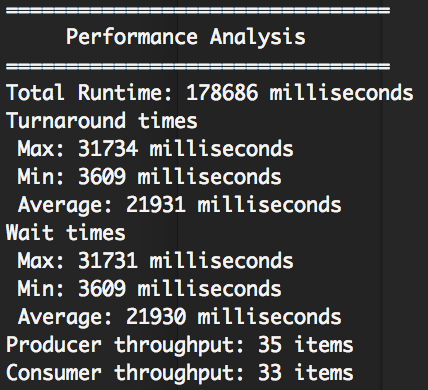 ================================
Performance Analysis
================================
Total Runtime: 178686 milliseconds
Turnaround times
Max: 31734 milliseconds
Min: 3609 milliseconds
Average: 21931 milliseconds
Wait times
Max: 31731 milliseconds
Min: 3609 milliseconds
Average: 21930 milliseconds
Producer throughput: 35 items
Consumer throughput: 33 items